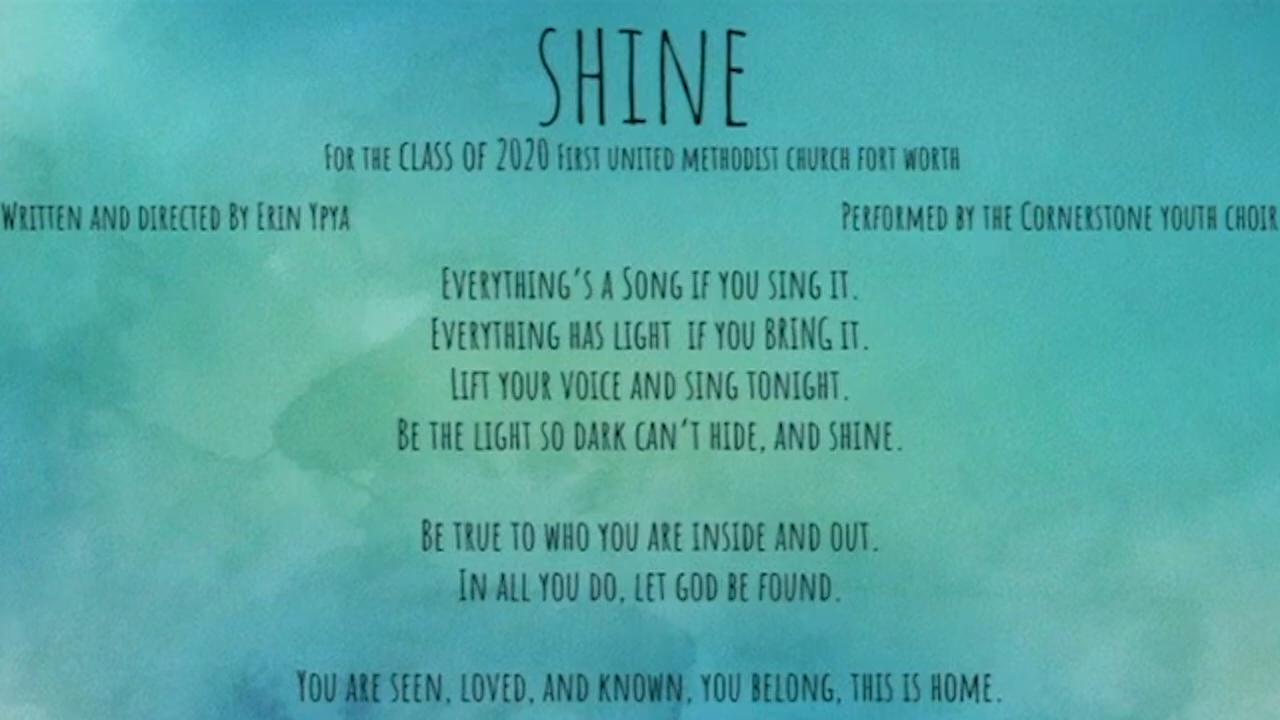 SHINE
FOR THE CLASS OF 2020 FIRST UNITED METHODIST CHURCH FORT WORTH
WRITTEN AND DIRECTED BY ERIN YPYA
PERFORMED BY THE CORNERSTONE YOUTH CHOIR
EVERYTHING'S A SONG IF YOU SING IT.
EVERYTHING HAS LIGHT IF YOU BRING IT.
LIFT YOUR VOICE AND SING TONIGHT.
BE THE LIGHT SO DARK CAN'T HIDE, AND SHINE.
BE TRUE TO WHO YOU ARE INSIDE AND OUT.
IN ALL YOU DO, LET GOD BE FOUND.
YOU ARE SEEN, LOVED, AND KNOWN, YOU BELONG, THIS IS HOME.